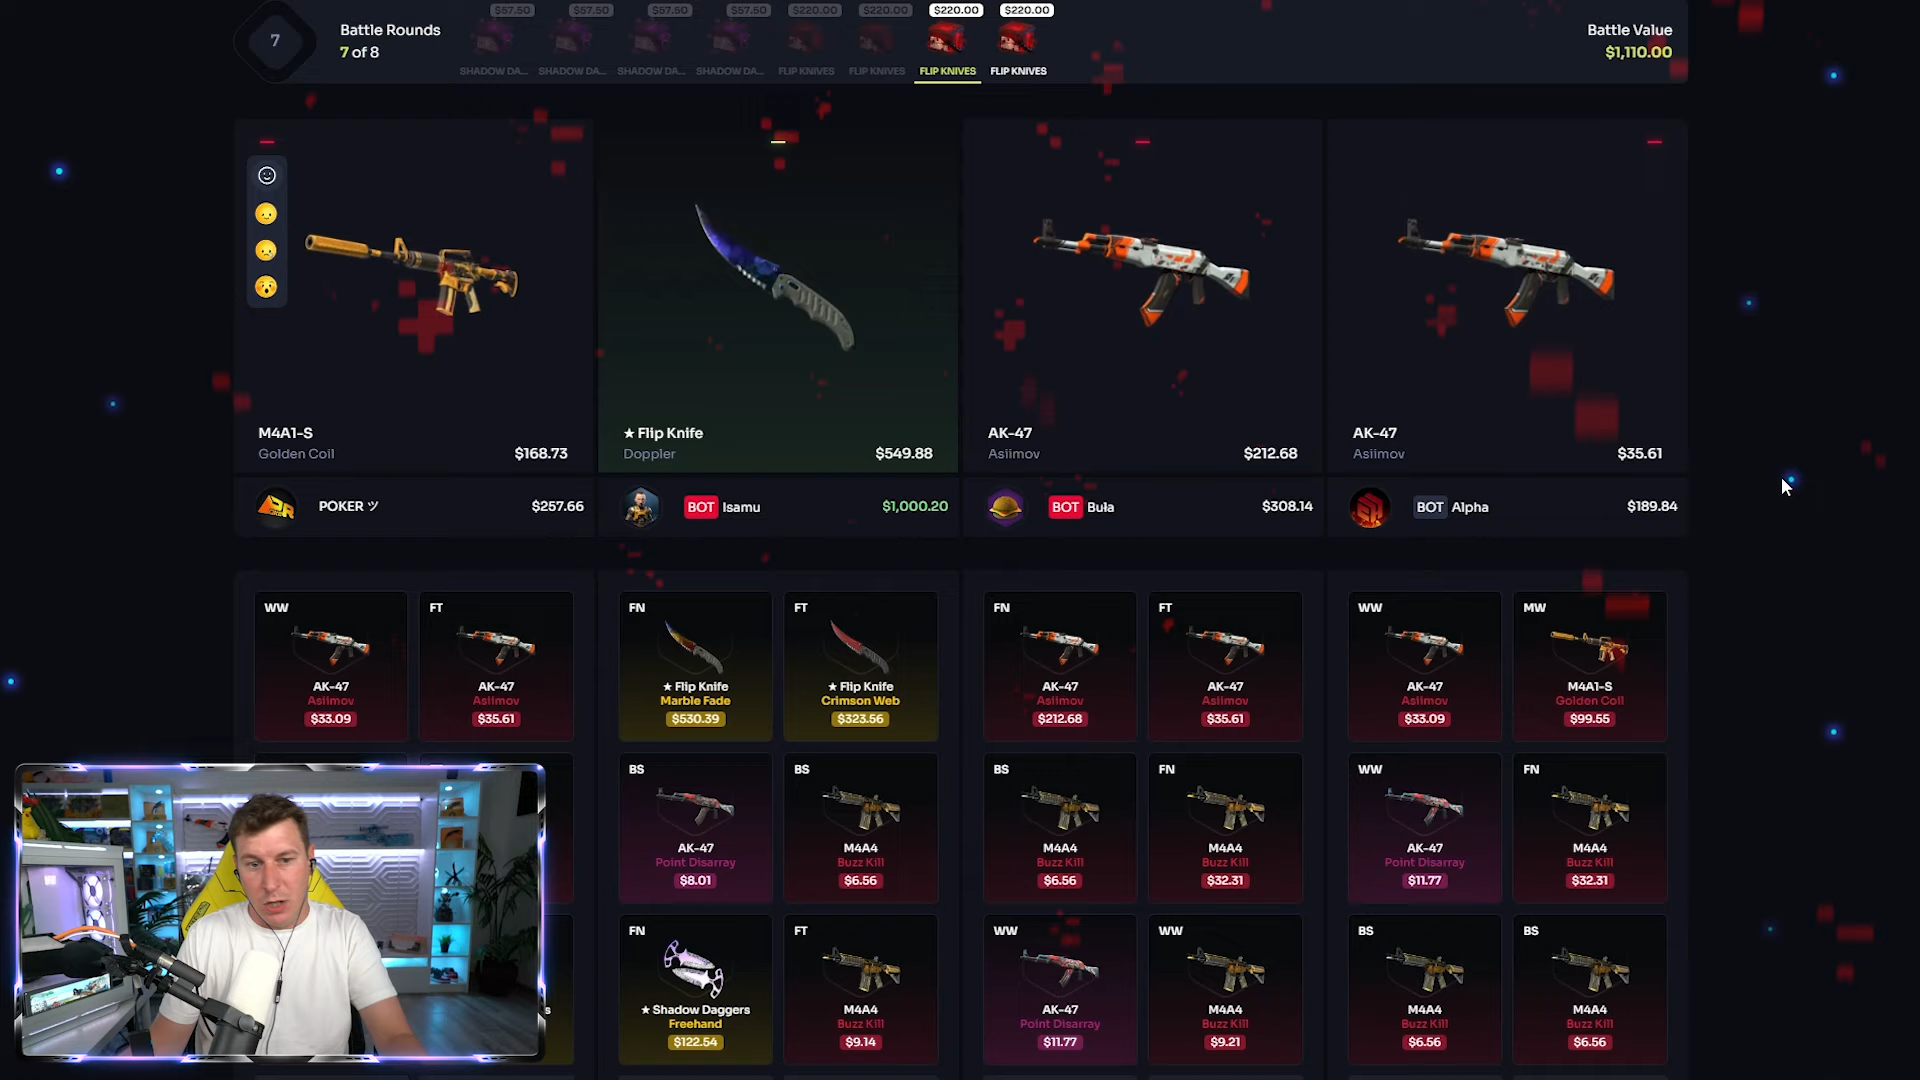 $57.50 $57.50 $57.50 $57.50 $220.00 $220.00 $220.00 $220.00
7
Battle Rounds
7 of 8
SHADOW DA... SHADOW DA... SHADOW DA... SHADOW DA... FLIP KNIVES FLIP KNIVES FLIP KNIVES FLIP KNIVES
Battle Value
$1,110.00
M4A1-S
Golden Coil
$168.73
★ Flip Knife
Doppler
$549.88
AK-47
Asiimov
$212.68
AK-47
Asiimov
$35.61
POKER ツ
$257.66
BOT Isamu
$1,000.20
BOT Buła
$308.14
BOT Alpha
$189.84
WW
AK-47
Asiimov
$33.09
FT
AK-47
Asiimov
$35.61
FN
★ Flip Knife
Marble Fade
$530.39
FT
★ Flip Knife
Crimson Web
$323.56
FN
AK-47
Asiimov
$212.68
FT
AK-47
Asiimov
$35.61
WW
AK-47
Asiimov
$33.09
MW
M4A1-S
Golden Coil
$99.55
BS
AK-47
Point Disarray
$8.01
BS
M4A4
Buzz Kill
$6.56
BS
M4A4
Buzz Kill
$6.56
FN
M4A4
Buzz Kill
$32.31
WW
AK-47
Point Disarray
$11.77
FN
M4A4
Buzz Kill
$32.31
FN
★ Shadow Daggers
Freehand
$122.54
FT
M4A4
Buzz Kill
$9.14
WW
AK-47
Point Disarray
$11.77
WW
M4A4
Buzz Kill
$9.21
BS
M4A4
Buzz Kill
$6.56
BS
M4A4
Buzz Kill
$6.56